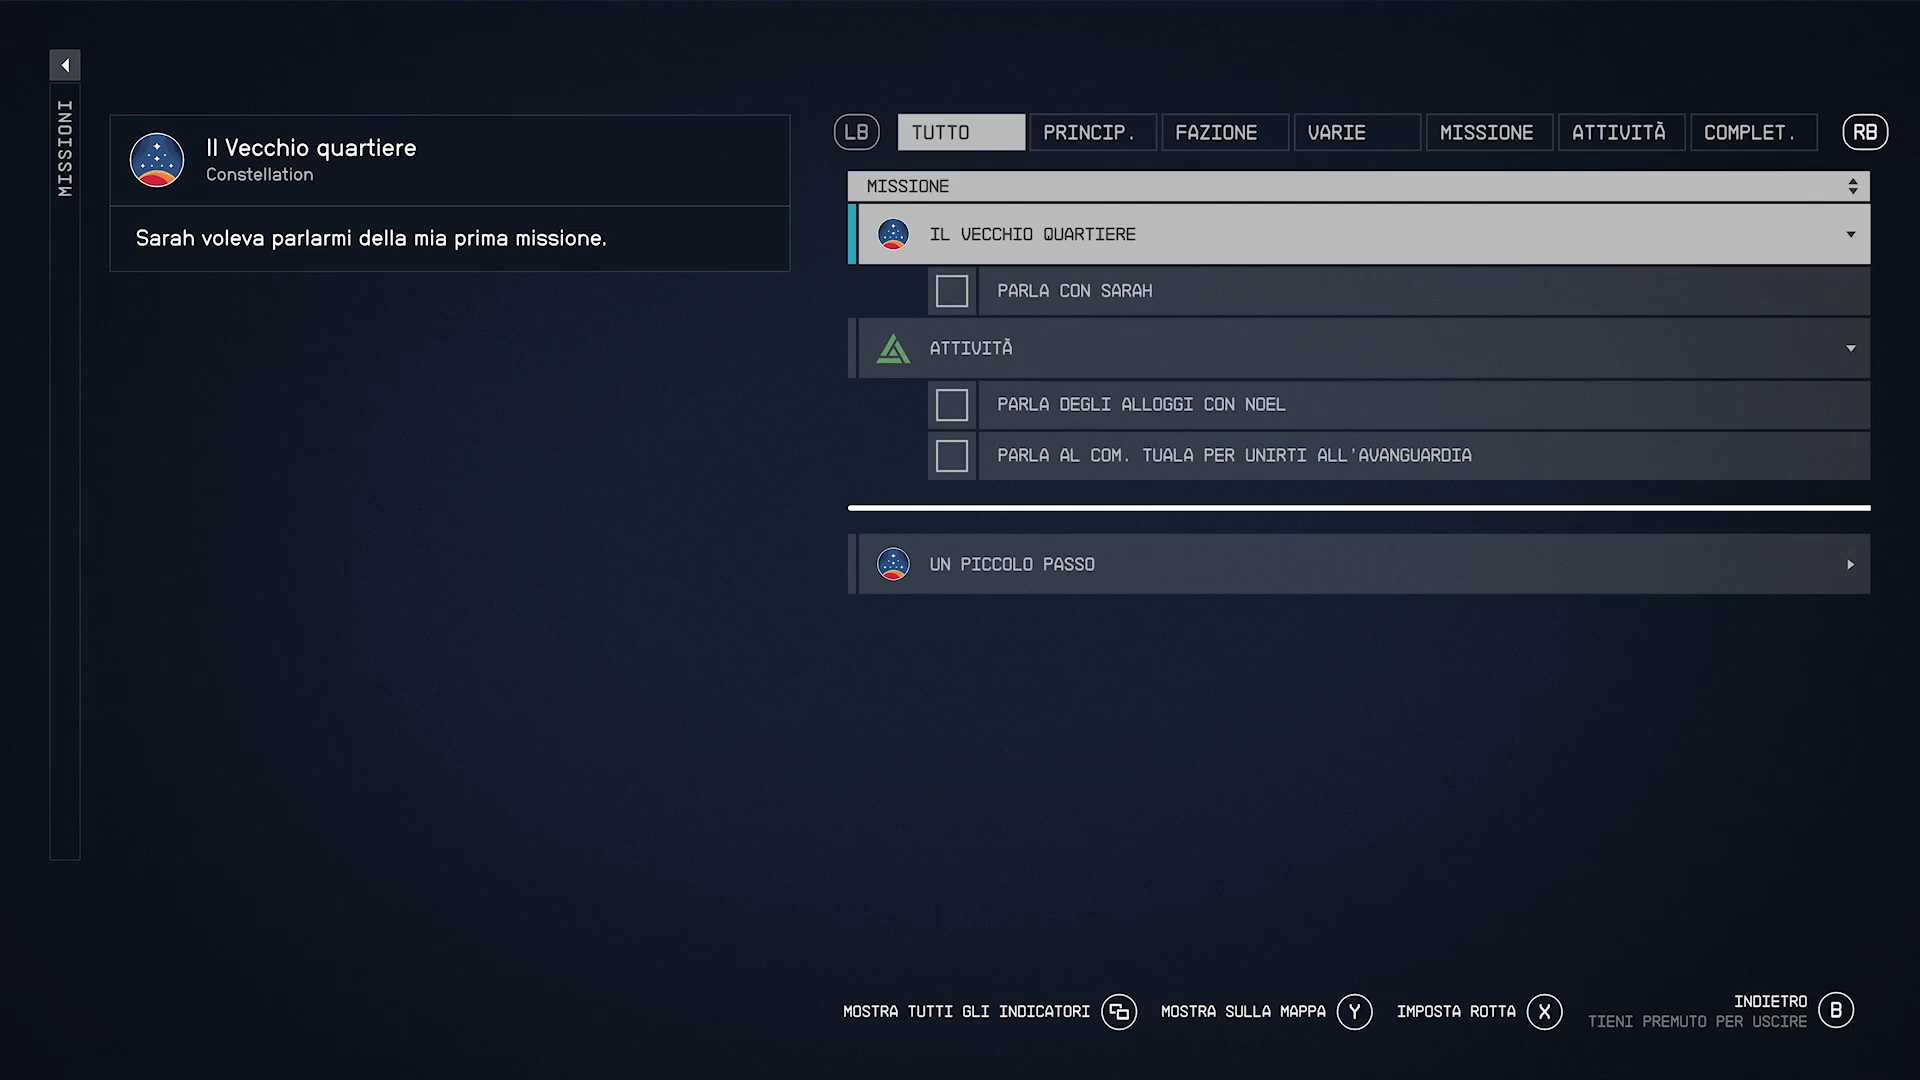 MISSIONI
Il Vecchio quartiere
Constellation
Sarah voleva parlarmi della mia prima missione.
LB TUTTO PRINCIP. FAZIONE VARIE MISSIONE ATTIVITÀ COMPLET. RB
MISSIONE
IL VECCHIO QUARTIERE
PARLA CON SARAH
ATTIVITÀ
PARLA DEGLI ALLOGGI CON NOEL
PARLA AL COM. TUALA PER UNIRTI ALL'AVANGUARDIA
UN PICCOLO PASSO
MOSTRA TUTTI GLI INDICATORI MOSTRA SULLA MAPPA Y IMPOSTA ROTTA X INDIETRO B
TIENI PREMUTO PER USCIRE